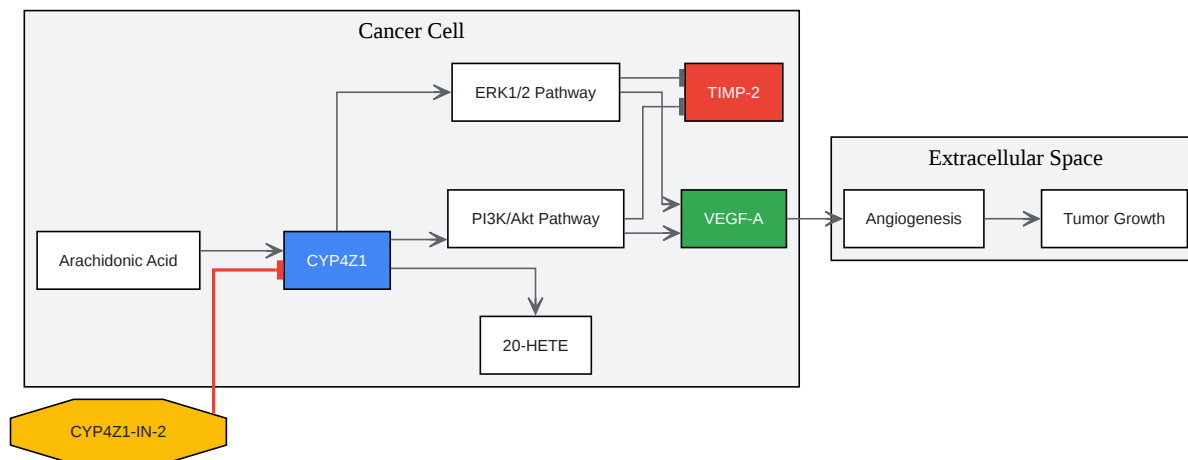 Cancer Cell
ERK1/2 Pathway
TIMP-2
Extracellular Space
PI3K/Akt Pathway
VEGF-A
Angiogenesis
Tumor Growth
Arachidonic Acid
CYP4Z1
20-HETE
CYP4Z1-IN-2